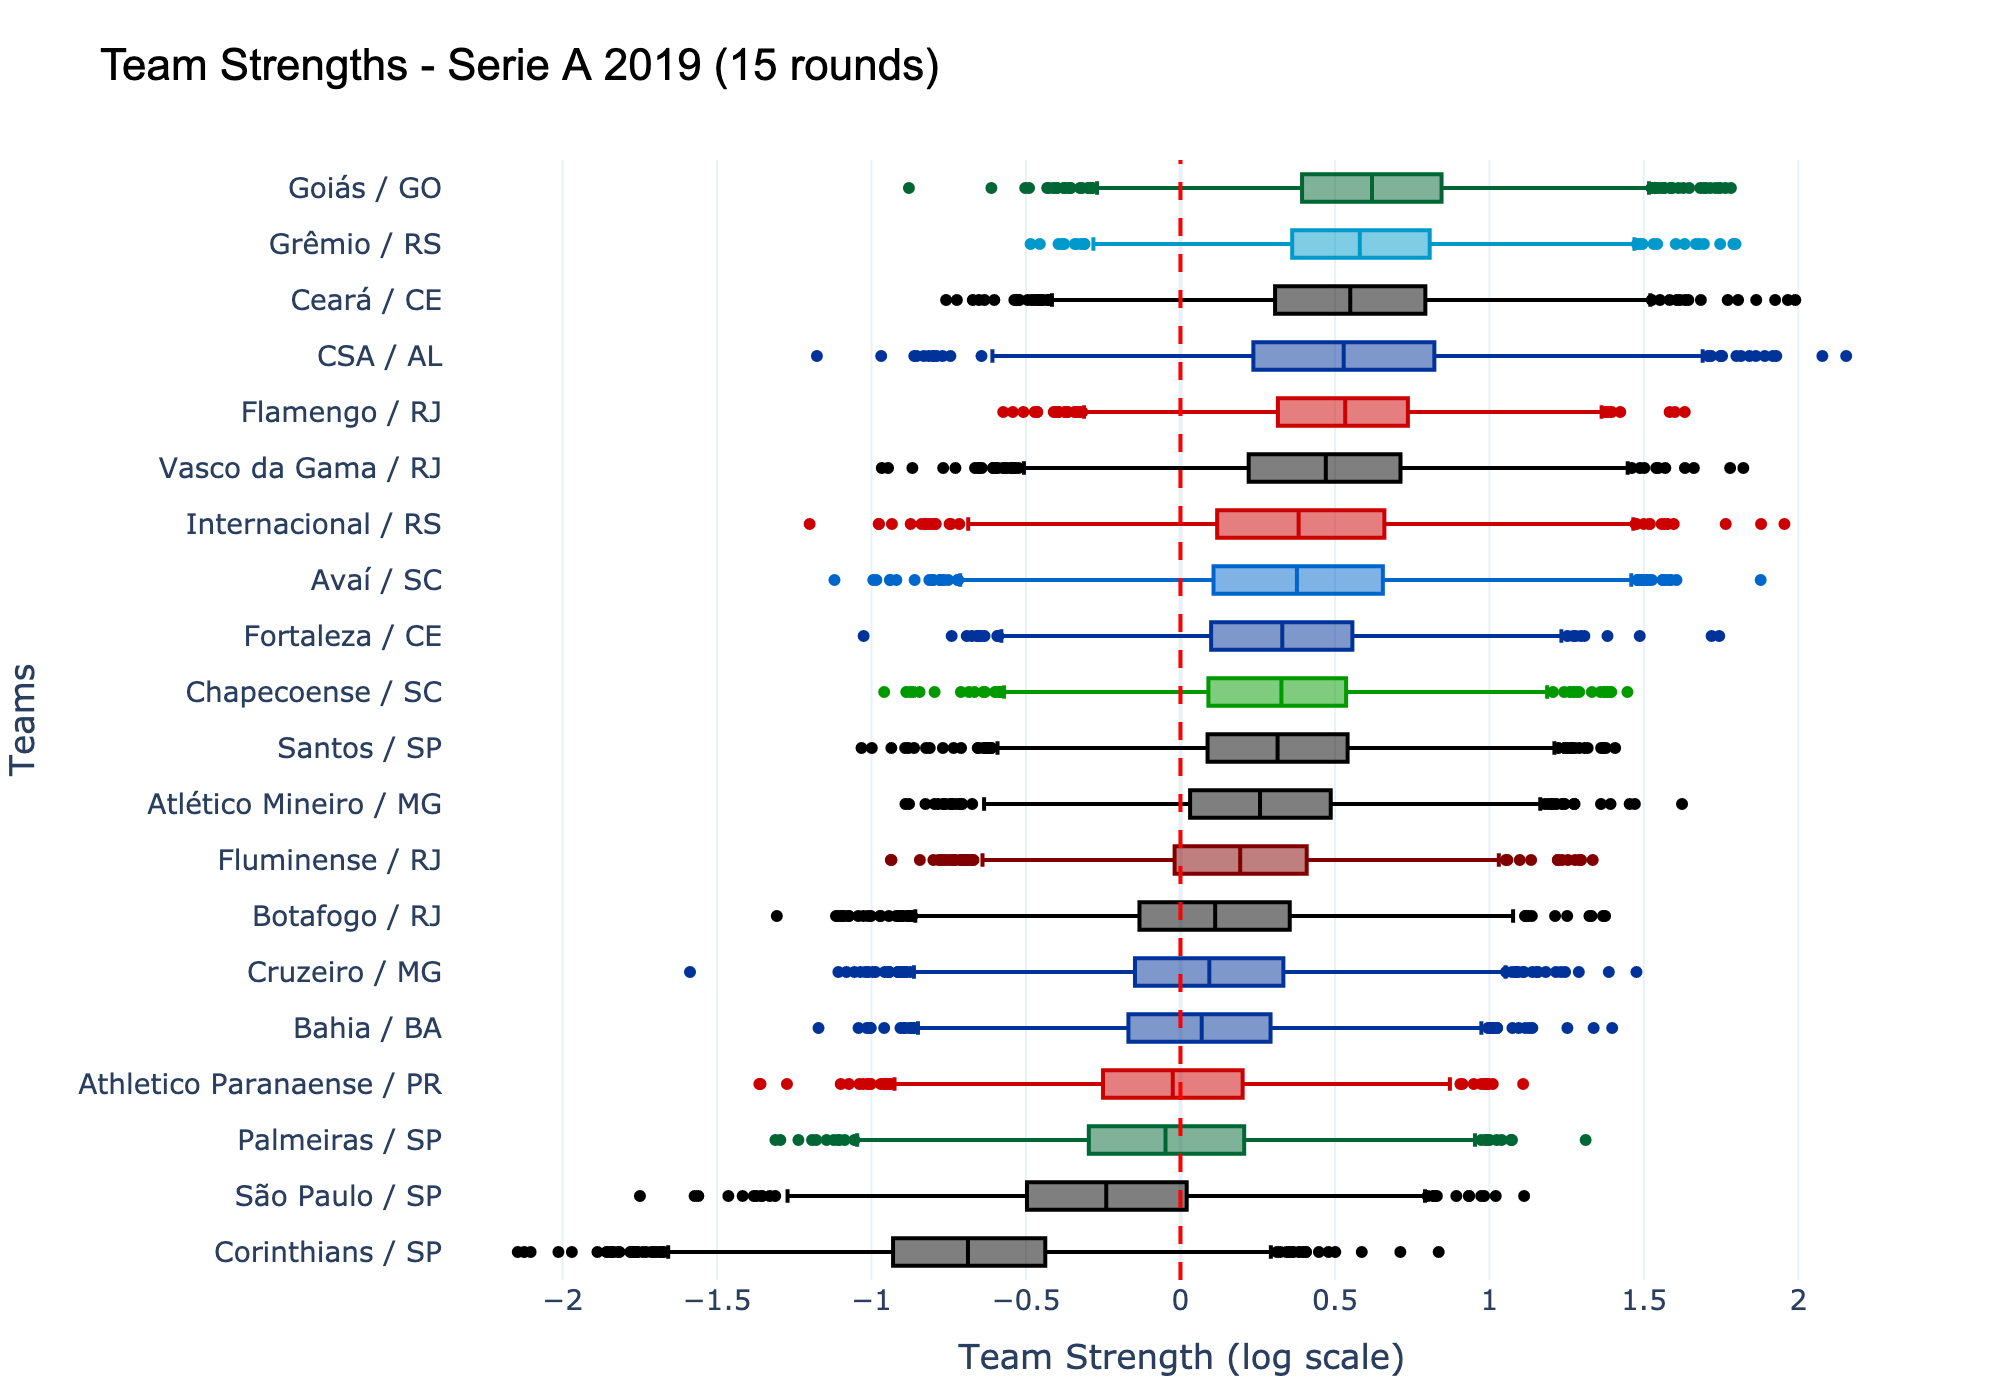 Team Strengths - Serie A 2019 (15 rounds)
Goiás / GO
Grêmio / RS
Ceará / CE
CSA / AL
Flamengo / RJ
Vasco da Gama / RJ
Internacional / RS
Avaí / SC
Fortaleza / CE
Chapecoense / SC
Santos / SP
Atlético Mineiro / MG
Fluminense / RJ
Botafogo / RJ
Cruzeiro / MG
Bahia / BA
Athletico Paranaense / PR
Palmeiras / SP
São Paulo / SP
Corinthians / SP
Teams
−2 −1.5 −1 −0.5 0 0.5 1 1.5 2
Team Strength (log scale)